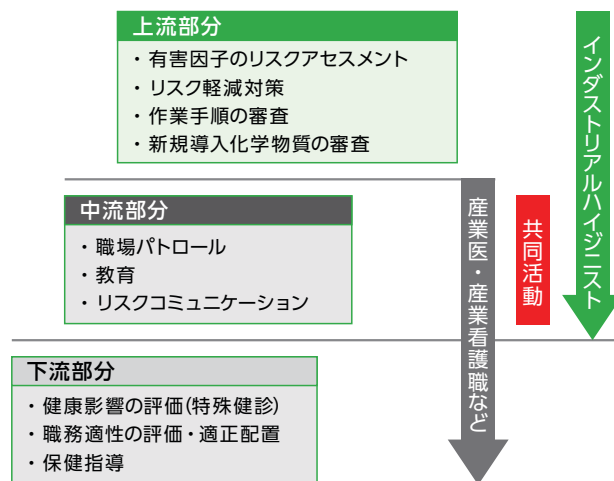 上流部分
・有害因子のリスクアセスメント
・リスク軽減対策
・作業手順の審査
・新規導入化学物質の審査
中流部分
・職場パトロール
・教育
・リスクコミュニケーション
下流部分
・健康影響の評価(特殊健診)
・職務適性の評価・適正配置
・保健指導
産業医・産業看護職など
共同活動
インダストリアルハイジニスト